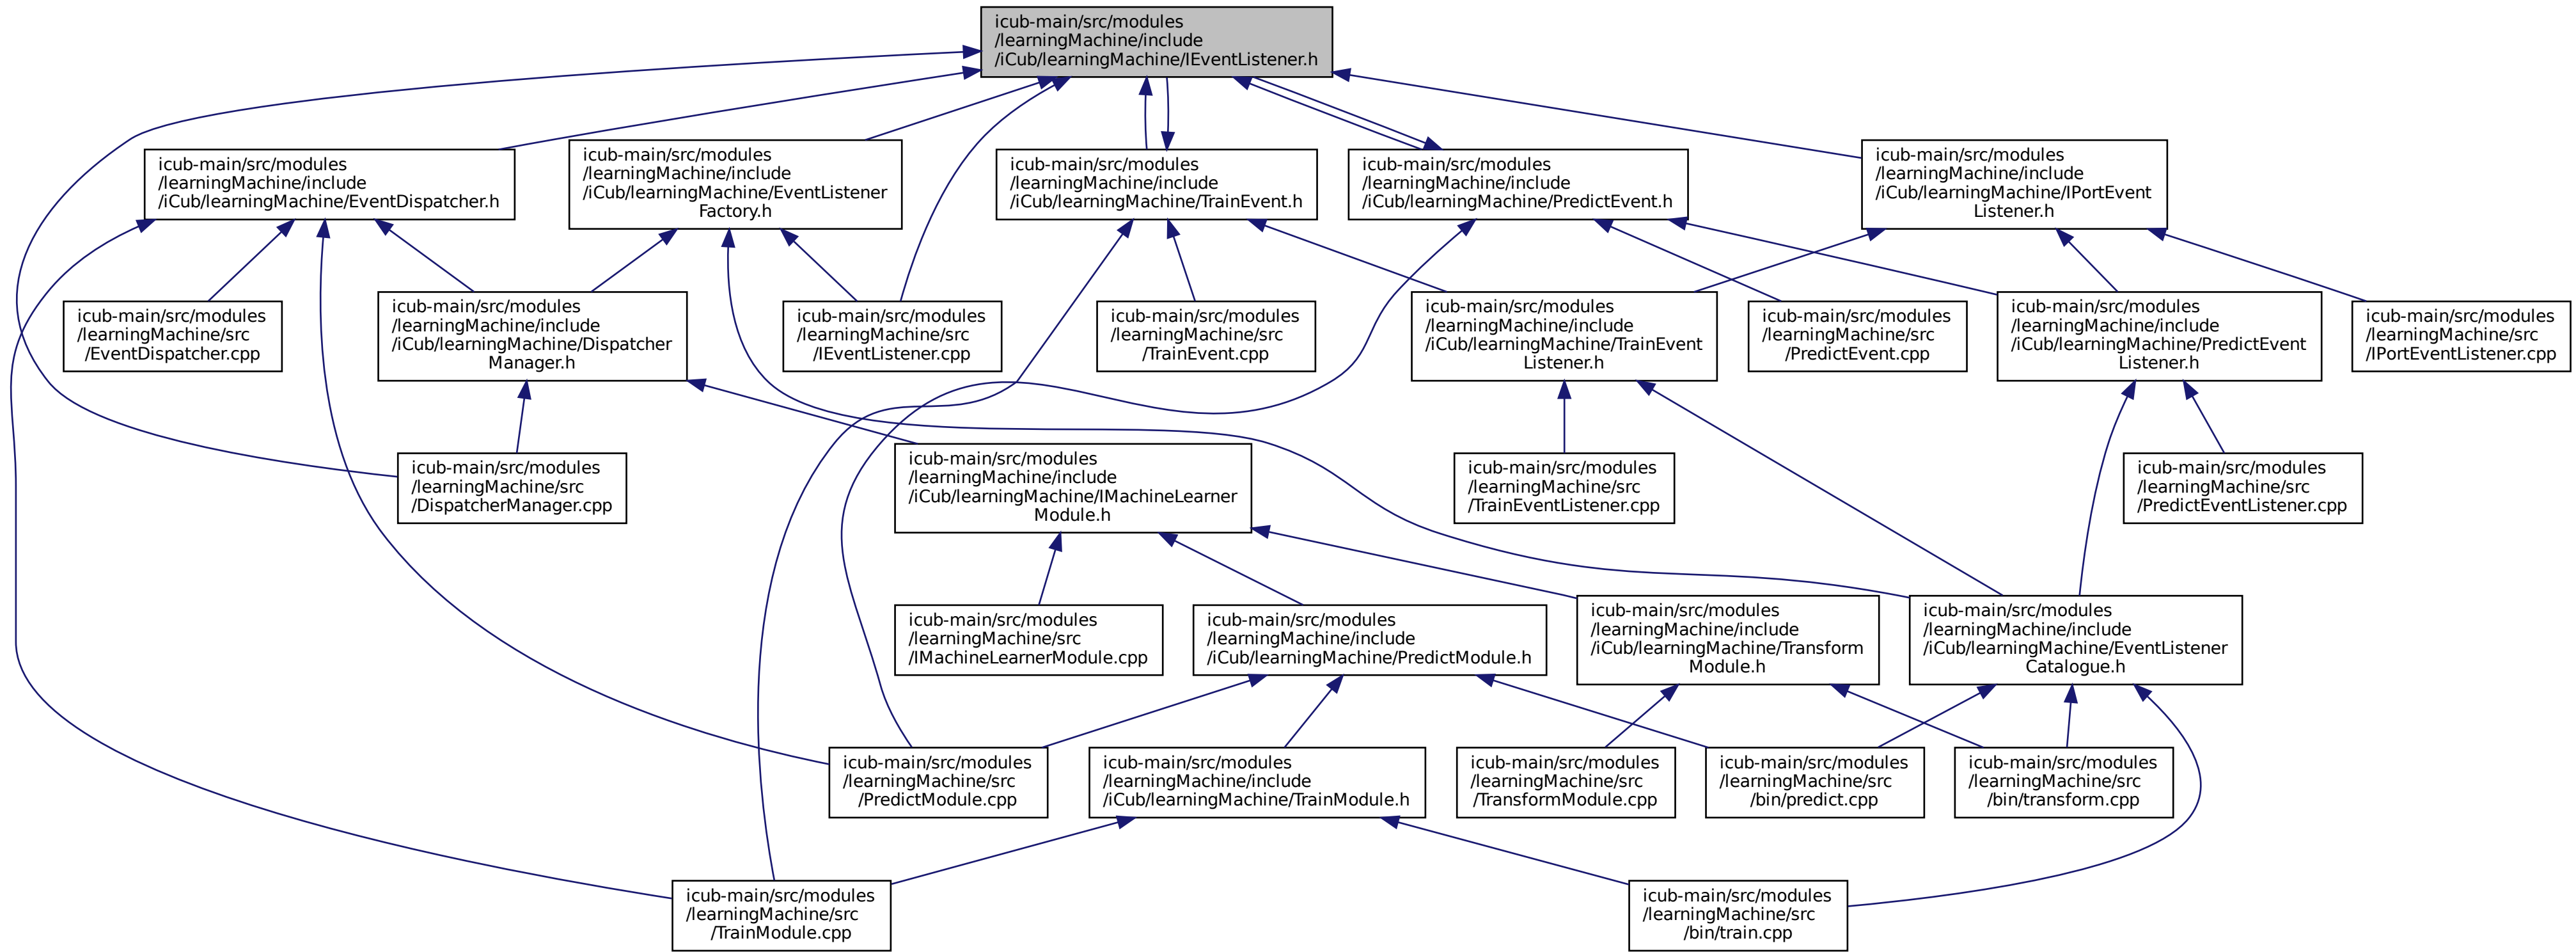 icub-main/src/modules
/learningMachine/include
/iCub/learningMachine/IEventListener.h
icub-main/src/modules
/learningMachine/include
/iCub/learningMachine/EventDispatcher.h
icub-main/src/modules
/learningMachine/include
/iCub/learningMachine/EventListener
Factory.h
icub-main/src/modules
/learningMachine/include
/iCub/learningMachine/TrainEvent.h
icub-main/src/modules
/learningMachine/include
/iCub/learningMachine/PredictEvent.h
icub-main/src/modules
/learningMachine/include
/iCub/learningMachine/IPortEvent
Listener.h
icub-main/src/modules
/learningMachine/src
/EventDispatcher.cpp
icub-main/src/modules
/learningMachine/include
/iCub/learningMachine/Dispatcher
Manager.h
icub-main/src/modules
/learningMachine/src
/IEventListener.cpp
icub-main/src/modules
/learningMachine/src
/TrainEvent.cpp
icub-main/src/modules
/learningMachine/include
/iCub/learningMachine/TrainEvent
Listener.h
icub-main/src/modules
/learningMachine/src
/PredictEvent.cpp
icub-main/src/modules
/learningMachine/include
/iCub/learningMachine/PredictEvent
Listener.h
icub-main/src/modules
/learningMachine/src
/IPortEventListener.cpp
icub-main/src/modules
/learningMachine/src
/DispatcherManager.cpp
icub-main/src/modules
/learningMachine/include
/iCub/learningMachine/IMachineLearner
Module.h
icub-main/src/modules
/learningMachine/src
/TrainEventListener.cpp
icub-main/src/modules
/learningMachine/src
/PredictEventListener.cpp
icub-main/src/modules
/learningMachine/src
/IMachineLearnerModule.cpp
icub-main/src/modules
/learningMachine/include
/iCub/learningMachine/PredictModule.h
icub-main/src/modules
/learningMachine/include
/iCub/learningMachine/Transform
Module.h
icub-main/src/modules
/learningMachine/include
/iCub/learningMachine/EventListener
Catalogue.h
icub-main/src/modules
/learningMachine/src
/PredictModule.cpp
icub-main/src/modules
/learningMachine/include
/iCub/learningMachine/TrainModule.h
icub-main/src/modules
/learningMachine/src
/TransformModule.cpp
icub-main/src/modules
/learningMachine/src
/bin/predict.cpp
icub-main/src/modules
/learningMachine/src
/bin/transform.cpp
icub-main/src/modules
/learningMachine/src
/TrainModule.cpp
icub-main/src/modules
/learningMachine/src
/bin/train.cpp